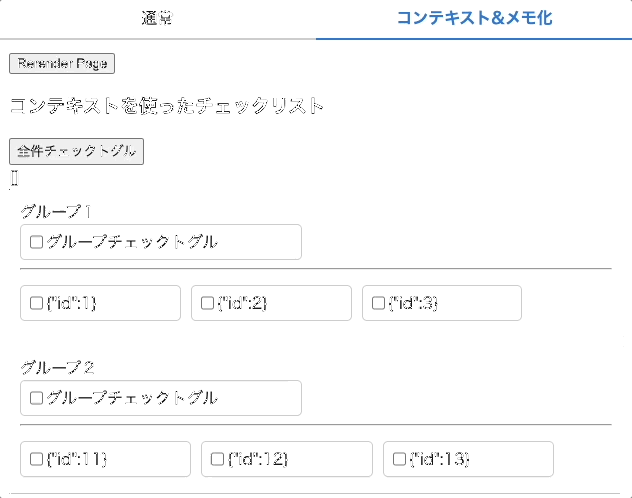 通常 コンテキスト&メモ化
Rerender Page
コンテキストを使ったチェックリスト
全件チェックトグル
[]
グループ1
グループチェックトグル
{"id":1} {"id":2} {"id":3}
グループ2
グループチェックトグル
{"id":11} {"id":12} {"id":13}